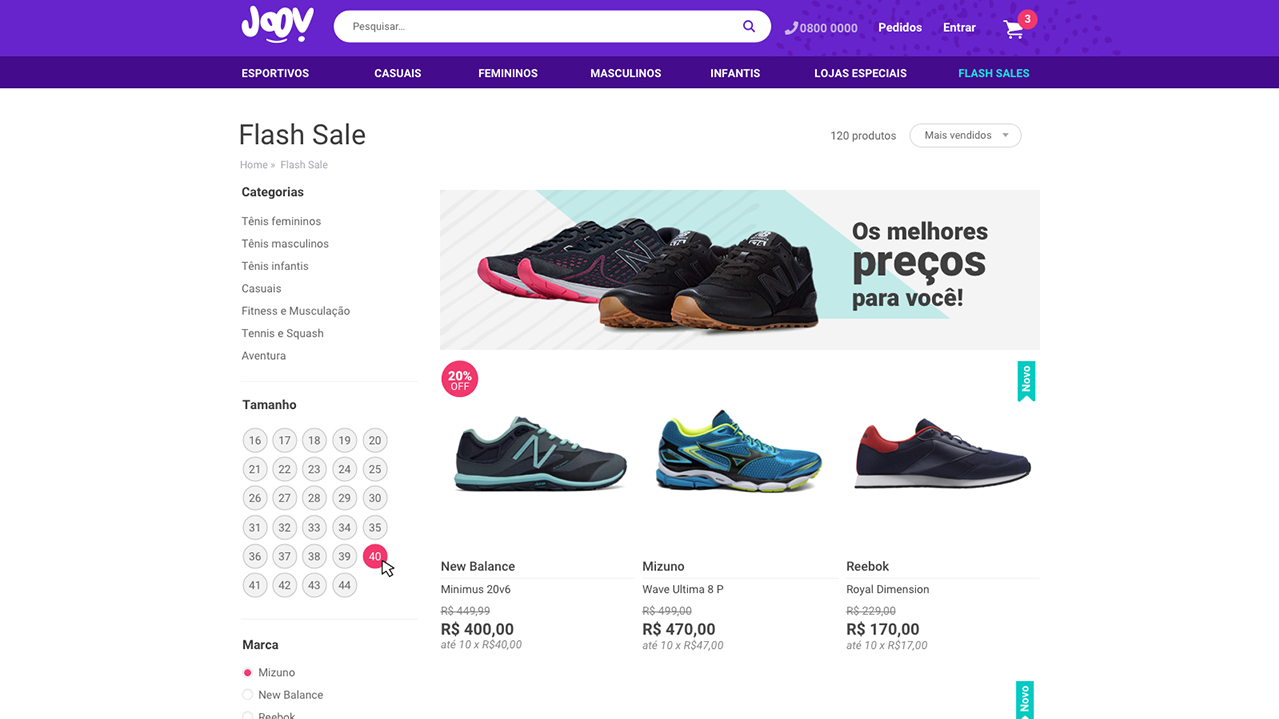 JOOV!
Pesquisar...
0800 0000
Pedidos
Entrar
3
ESPORTIVOS
CASUAIS
FEMININOS
MASCULINOS
INFANTIS
LOJAS ESPECIAIS
FLASH SALES
Flash Sale
120 produtos
Mais vendidos
Home » Flash Sale
Categorias
Tênis femininos
Tênis masculinos
Tênis infantis
Casuais
Fitness e Musculação
Tennis e Squash
Aventura
Tamanho
16 17 18 19 20
21 22 23 24 25
26 27 28 29 30
31 32 33 34 35
36 37 38 39 40
41 42 43 44
Marca
Mizuno
New Balance
Reebok
Os melhores
preços
para você!
20%
OFF
Novo
New Balance
Minimus 20v6
R$ 449,99
R$ 400,00
até 10 x R$40,00
Mizuno
Wave Ultima 8 P
R$ 499,00
R$ 470,00
até 10 x R$47,00
Reebok
Royal Dimension
R$ 229,00
R$ 170,00
até 10 x R$17,00
Novo